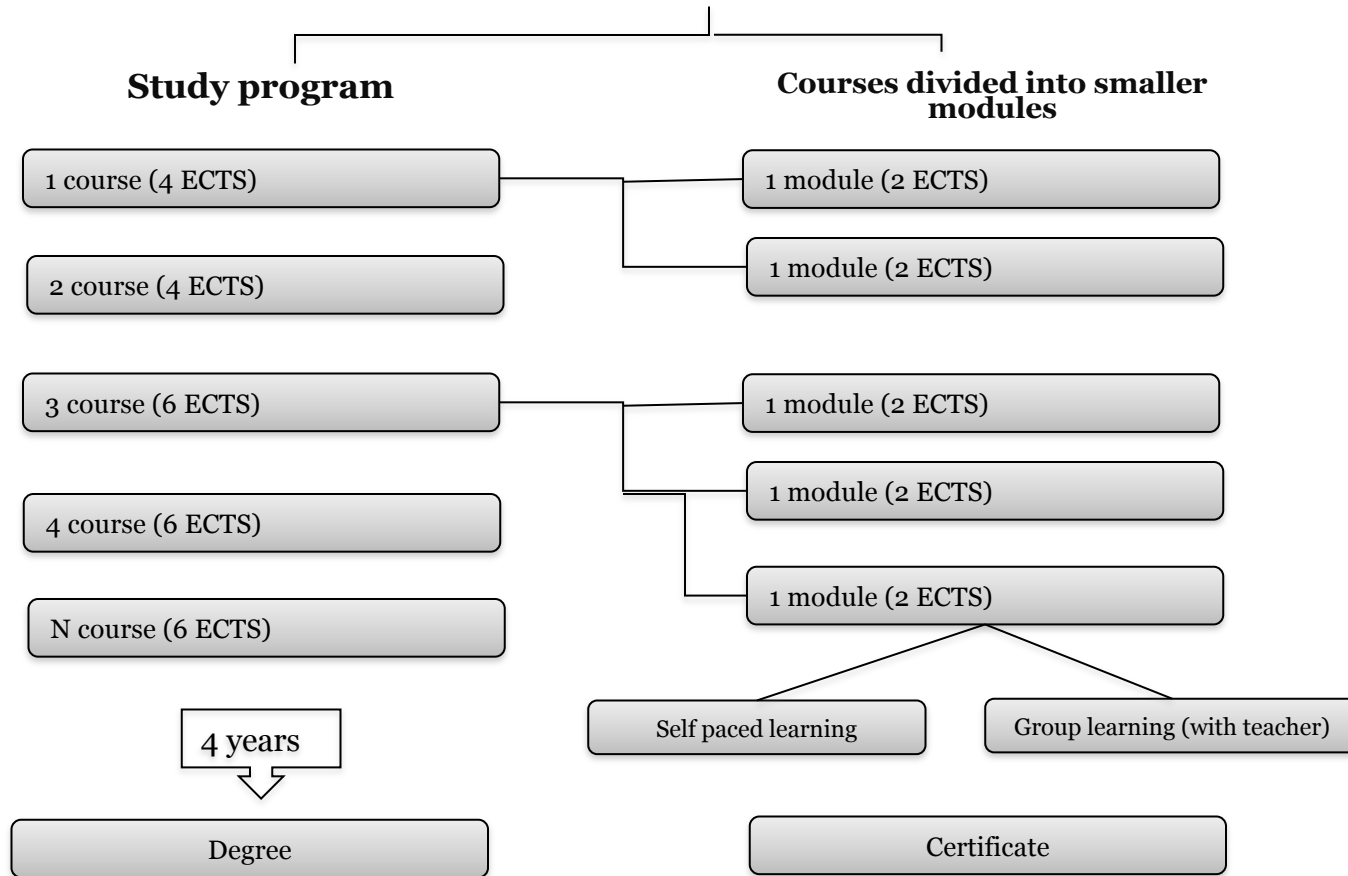 Study program
Courses divided into smaller
modules
1 course (4 ECTS)
1 module (2 ECTS)
1 module (2 ECTS)
2 course (4 ECTS)
3 course (6 ECTS)
1 module (2 ECTS)
1 module (2 ECTS)
4 course (6 ECTS)
1 module (2 ECTS)
N course (6 ECTS)
Self paced learning
Group learning (with teacher)
4 years
Degree
Certificate